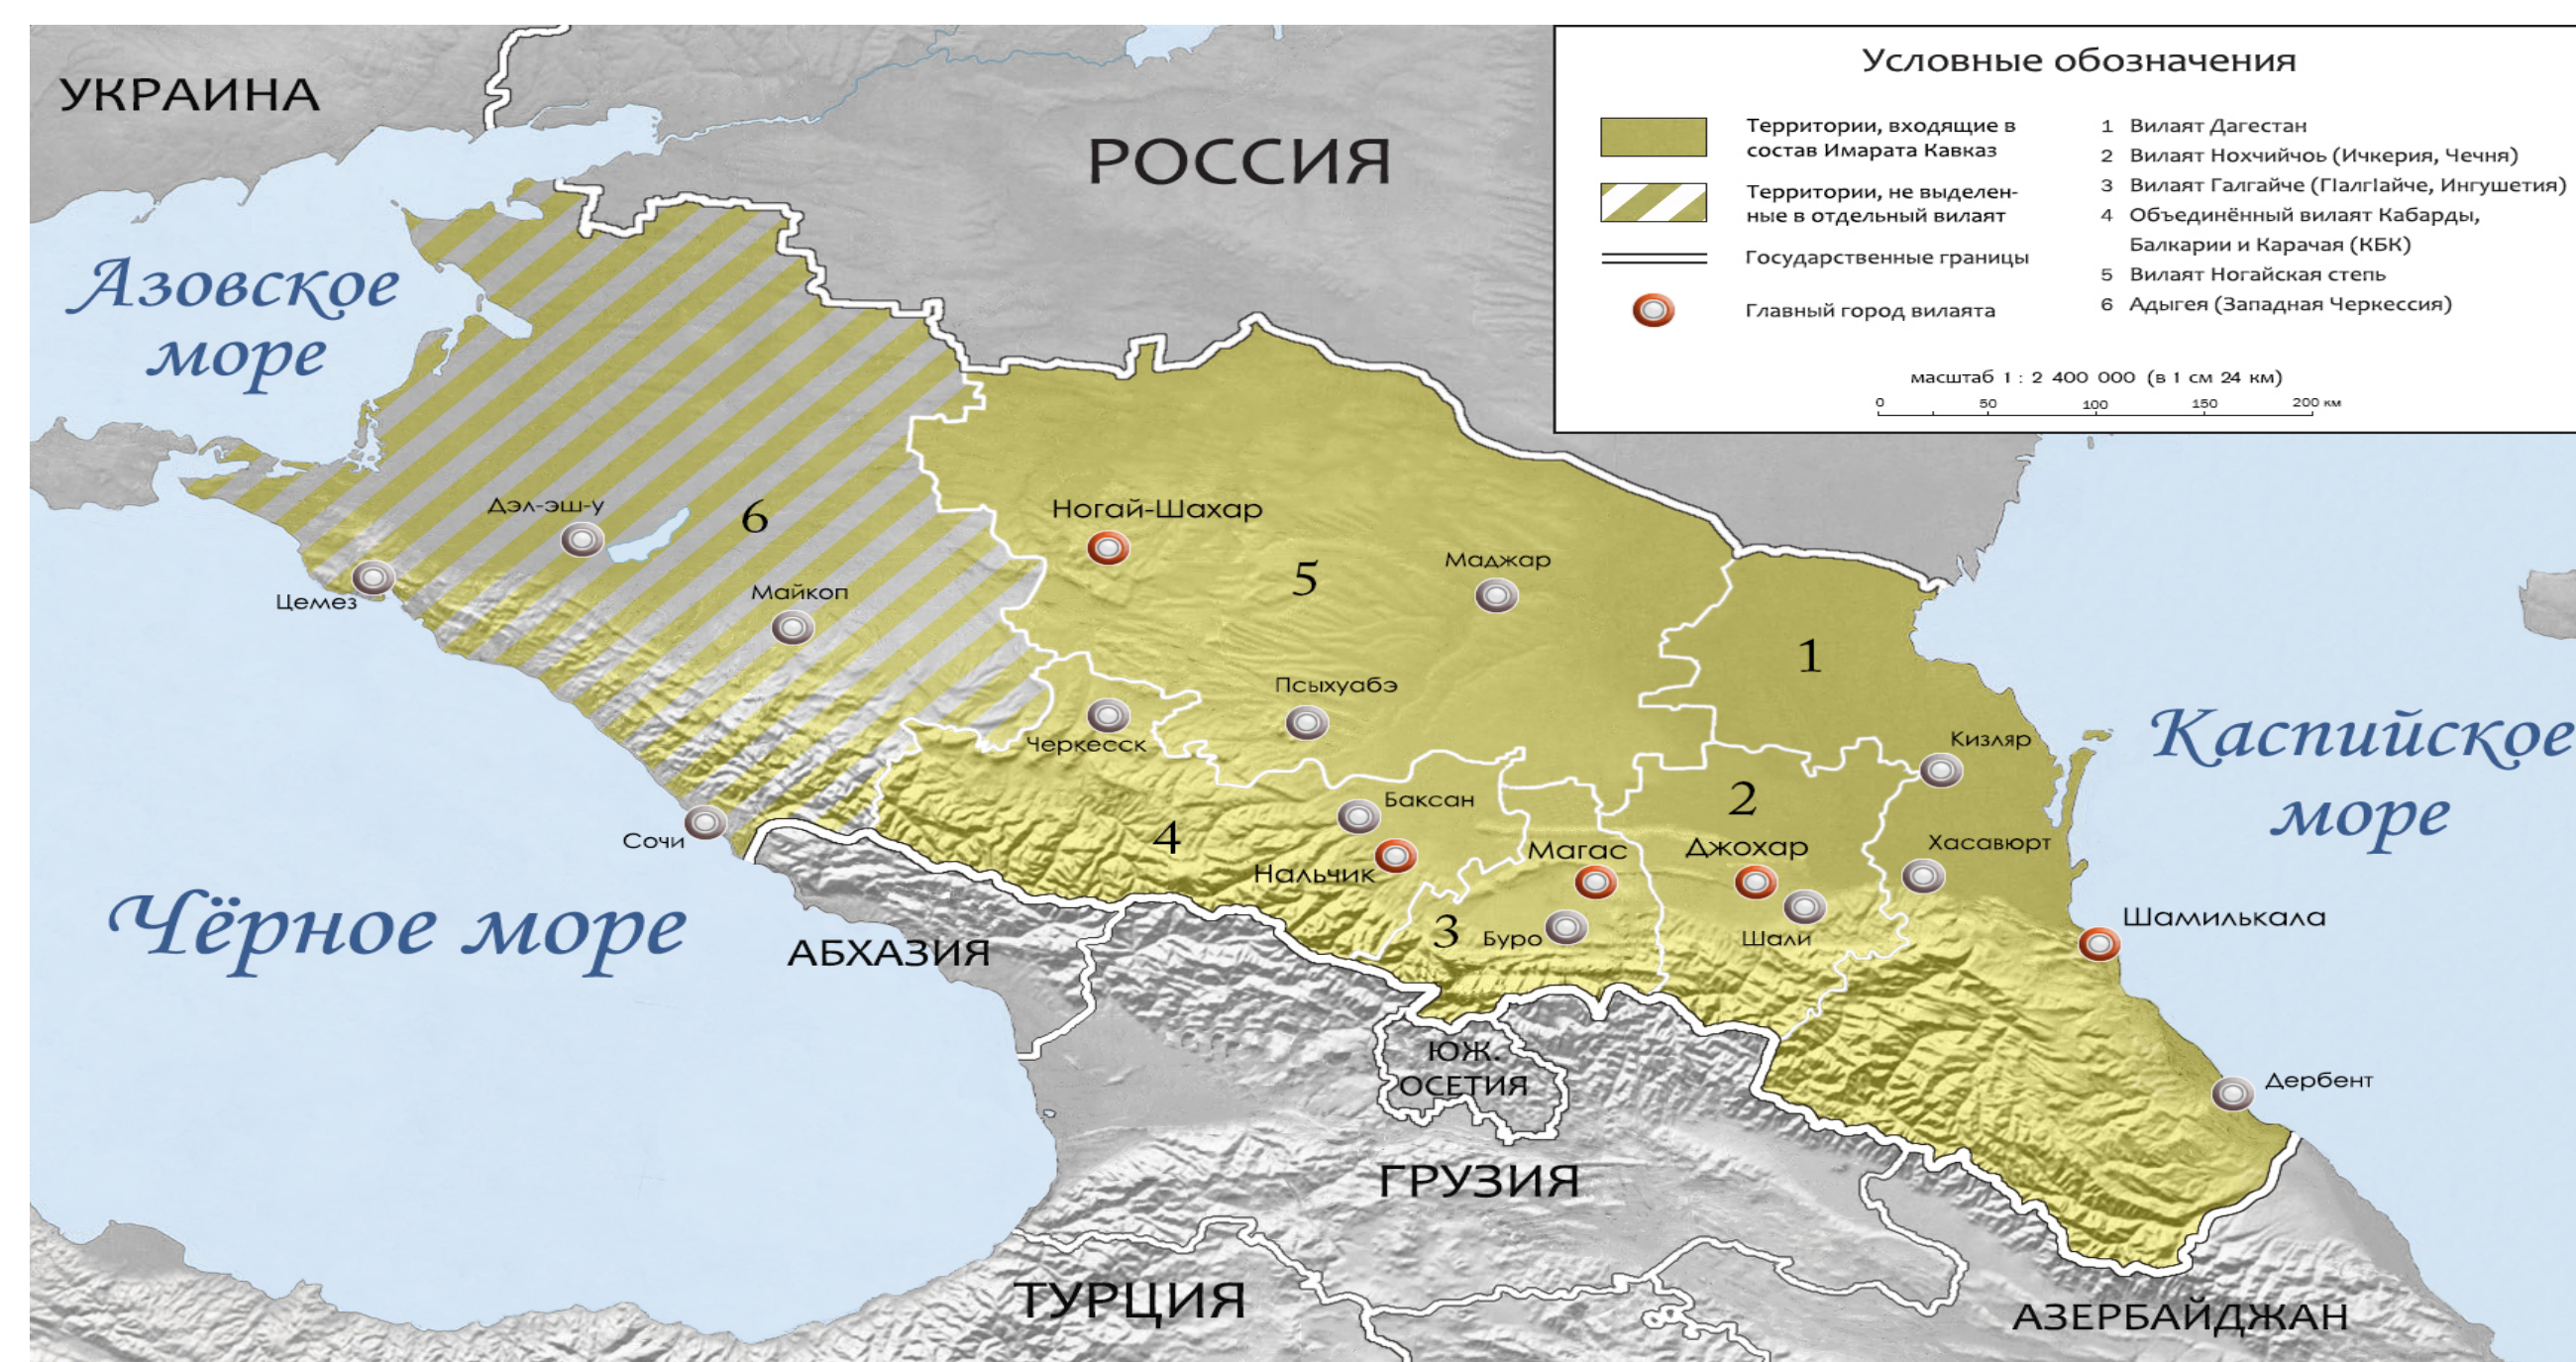 УКРАИНА
РОССИЯ
Азовское
море
Условные обозначения
Территории, входящие в
состав Имарата Кавказ
Территории, не выделен-
ные в отдельный вилаят
Государственные границы
Главный город вилаята
1 Вилаят Дагестан
2 Вилаят Нохчийчоь (Ичкерия, Чечня)
3 Вилаят Галгайче (ГIалгIайче, Ингушетия)
4 Объединённый вилаят Кабарды,
Балкарии и Карачая (КБК)
5 Вилаят Ногайская степь
6 Адыгея (Западная Черкессия)
масштаб 1 : 2 400 000 (в 1 см 24 км)
0 50 100 150 200 км
Дэл-эш-у
6
Ногай-Шахар
Маджар
5
Цемез
Майкоп
1
Псыхуабэ
Черкесск
Кизляр
Каспийское
море
Баксан
2
Сочи
4
Нальчик
Магас
Джохар
Хасавюрт
Чёрное море
АБХАЗИЯ
3
Буро
Шали
Шамилькала
ЮЖ.
ОСЕТИЯ
Дербент
ГРУЗИЯ
ТУРЦИЯ
АЗЕРБАЙДЖАН